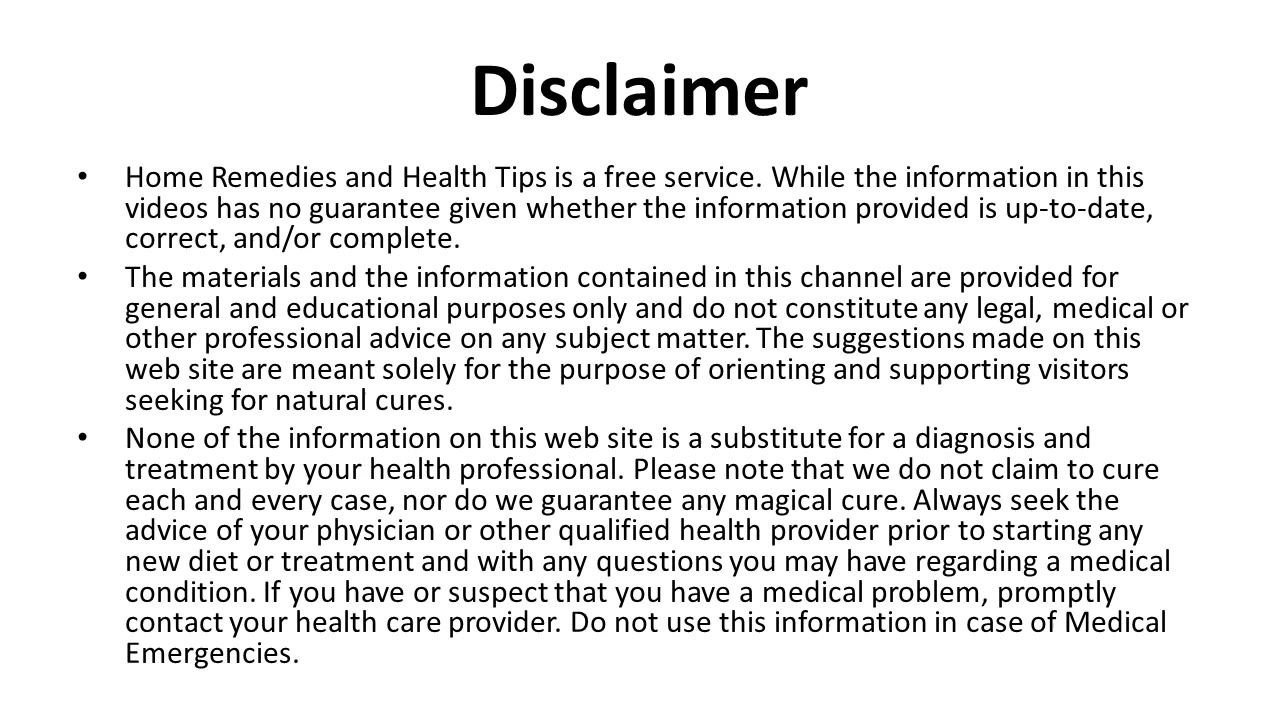 Disclaimer
• Home Remedies and Health Tips is a free service. While the information in this
videos has no guarantee given whether the information provided is up-to-date,
correct, and/or complete.
• The materials and the information contained in this channel are provided for
general and educational purposes only and do not constitute any legal, medical or
other professional advice on any subject matter. The suggestions made on this
web site are meant solely for the purpose of orienting and supporting visitors
seeking for natural cures.
• None of the information on this web site is a substitute for a diagnosis and
treatment by your health professional. Please note that we do not claim to cure
each and every case, nor do we guarantee any magical cure. Always seek the
advice of your physician or other qualified health provider prior to starting any
new diet or treatment and with any questions you may have regarding a medical
condition. If you have or suspect that you have a medical problem, promptly
contact your health care provider. Do not use this information in case of Medical
Emergencies.